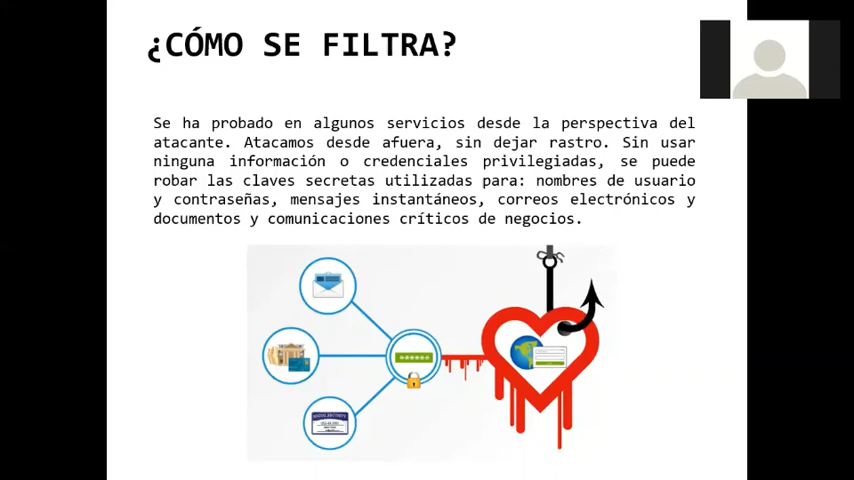 ¿CÓMO SE FILTRA?
Se ha probado en algunos servicios desde la perspectiva del
atacante. Atacamos desde afuera, sin dejar rastro. Sin usar
ninguna información o credenciales privilegiadas, se puede
robar las claves secretas utilizadas para: nombres de usuario
y contraseñas, mensajes instantáneos, correos electrónicos y
documentos y comunicaciones críticos de negocios.